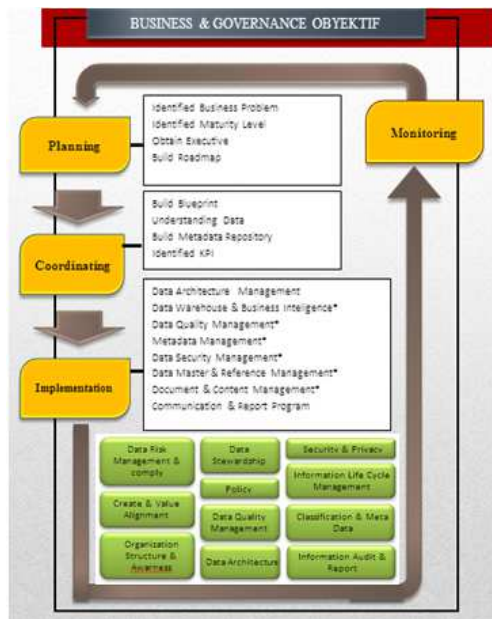 BUSINESS & GOVERNANCE OBYEKTIF
Planning
Identified Business Problem
Identified Maturity Level
Obtain Executive
Build Roadmap
Monitoring
Coordinating
Build Blueprint
Understanding Data
Build Metadata Repository
Identified KPI
Implementation
Data Architecture Management
Data Warehouse & Business Inteligence*
Data Quality Management*
Metadata Management*
Data Security Management*
Data Master & Reference Management*
Document & Content Management*
Communication & Report Program
Data Risk
Management &
comply
Create & Value
Alignment
Organization
Structure &
Awarness
Data
Stewardship
Policy
Data Quality
Management
Data Architecture
Security & Privacy
Information Life Cycle
Management
Classification & Meta
Data
Information Audit &
Report